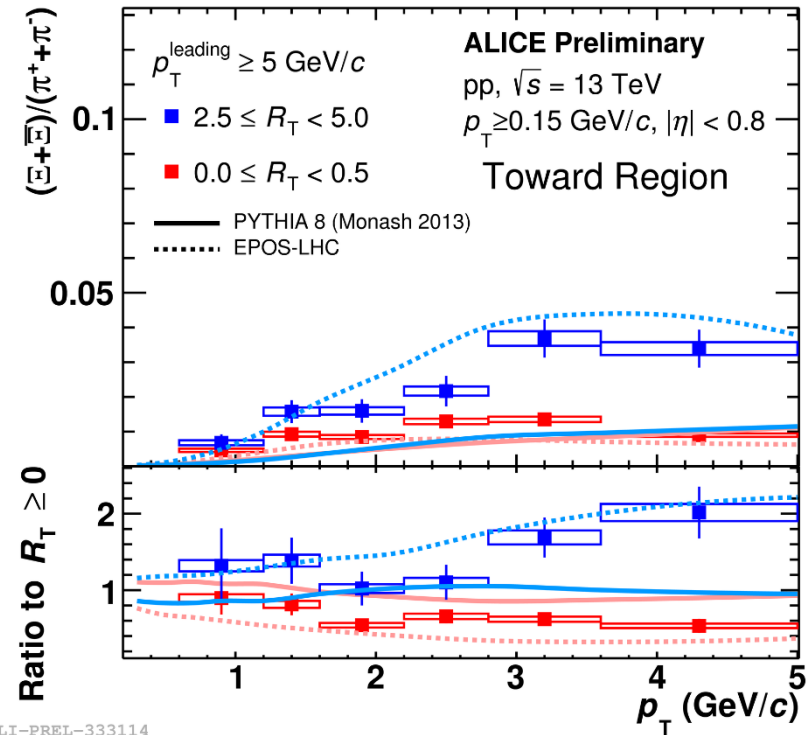 (Ξ+Ξ̅)/(π⁺+π⁻)
p_T^leading ≥ 5 GeV/c
2.5 ≤ R_T < 5.0
0.0 ≤ R_T < 0.5
PYTHIA 8 (Monash 2013)
EPOS-LHC
ALICE Preliminary
pp, √s = 13 TeV
p_T≥0.15 GeV/c, |η| < 0.8
Toward Region
0.1
0.05
Ratio to R_T ≥ 0
2
1
1 2 3 4 5
p_T (GeV/c)
LI-PREL-333114